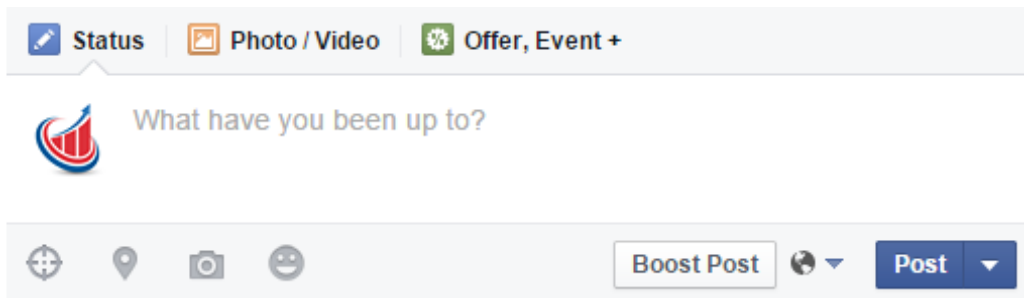 Status Photo / Video Offer, Event +
What have you been up to?
Boost Post Post